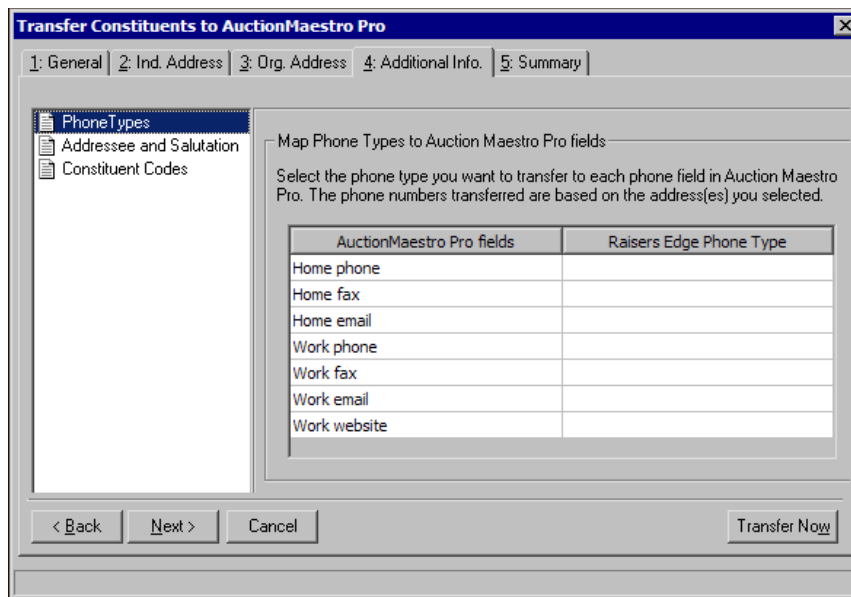 Transfer Constituents to AuctionMaestro Pro
1: General
2: Ind. Address
3: Org. Address
4: Additional Info.
5: Summary
PhoneTypes
Addressee and Salutation
Constituent Codes
Map Phone Types to Auction Maestro Pro fields
Select the phone type you want to transfer to each phone field in Auction Maestro
Pro. The phone numbers transferred are based on the address(es) you selected.
AuctionMaestro Pro fields
Raisers Edge Phone Type
Home phone
Home fax
Home email
Work phone
Work fax
Work email
Work website
< Back
Next >
Cancel
Transfer Now